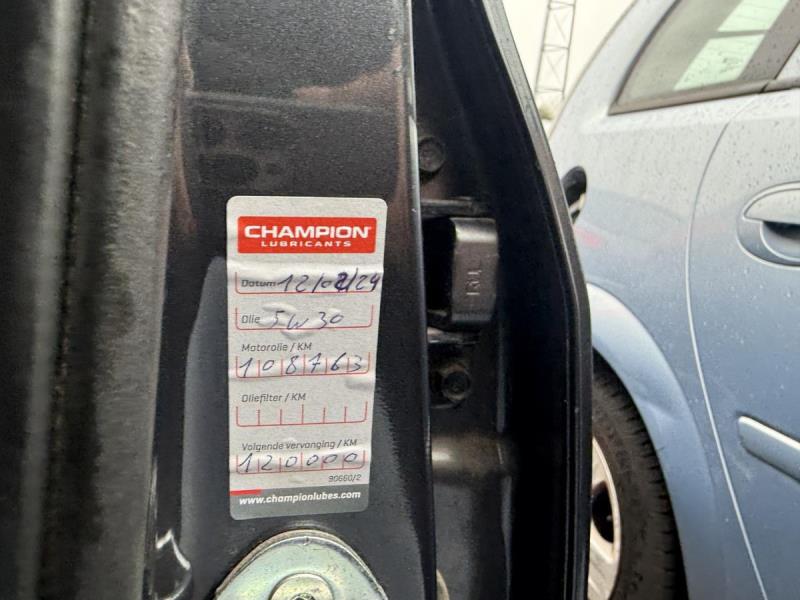 CHAMPION
LUBRICANTS
Datum 12/02/24
Olie 5W30
Motorolie / KM
108763
Oliefilter / KM
Volgende vervanging / KM
120000
90660/2
www.championlubes.com